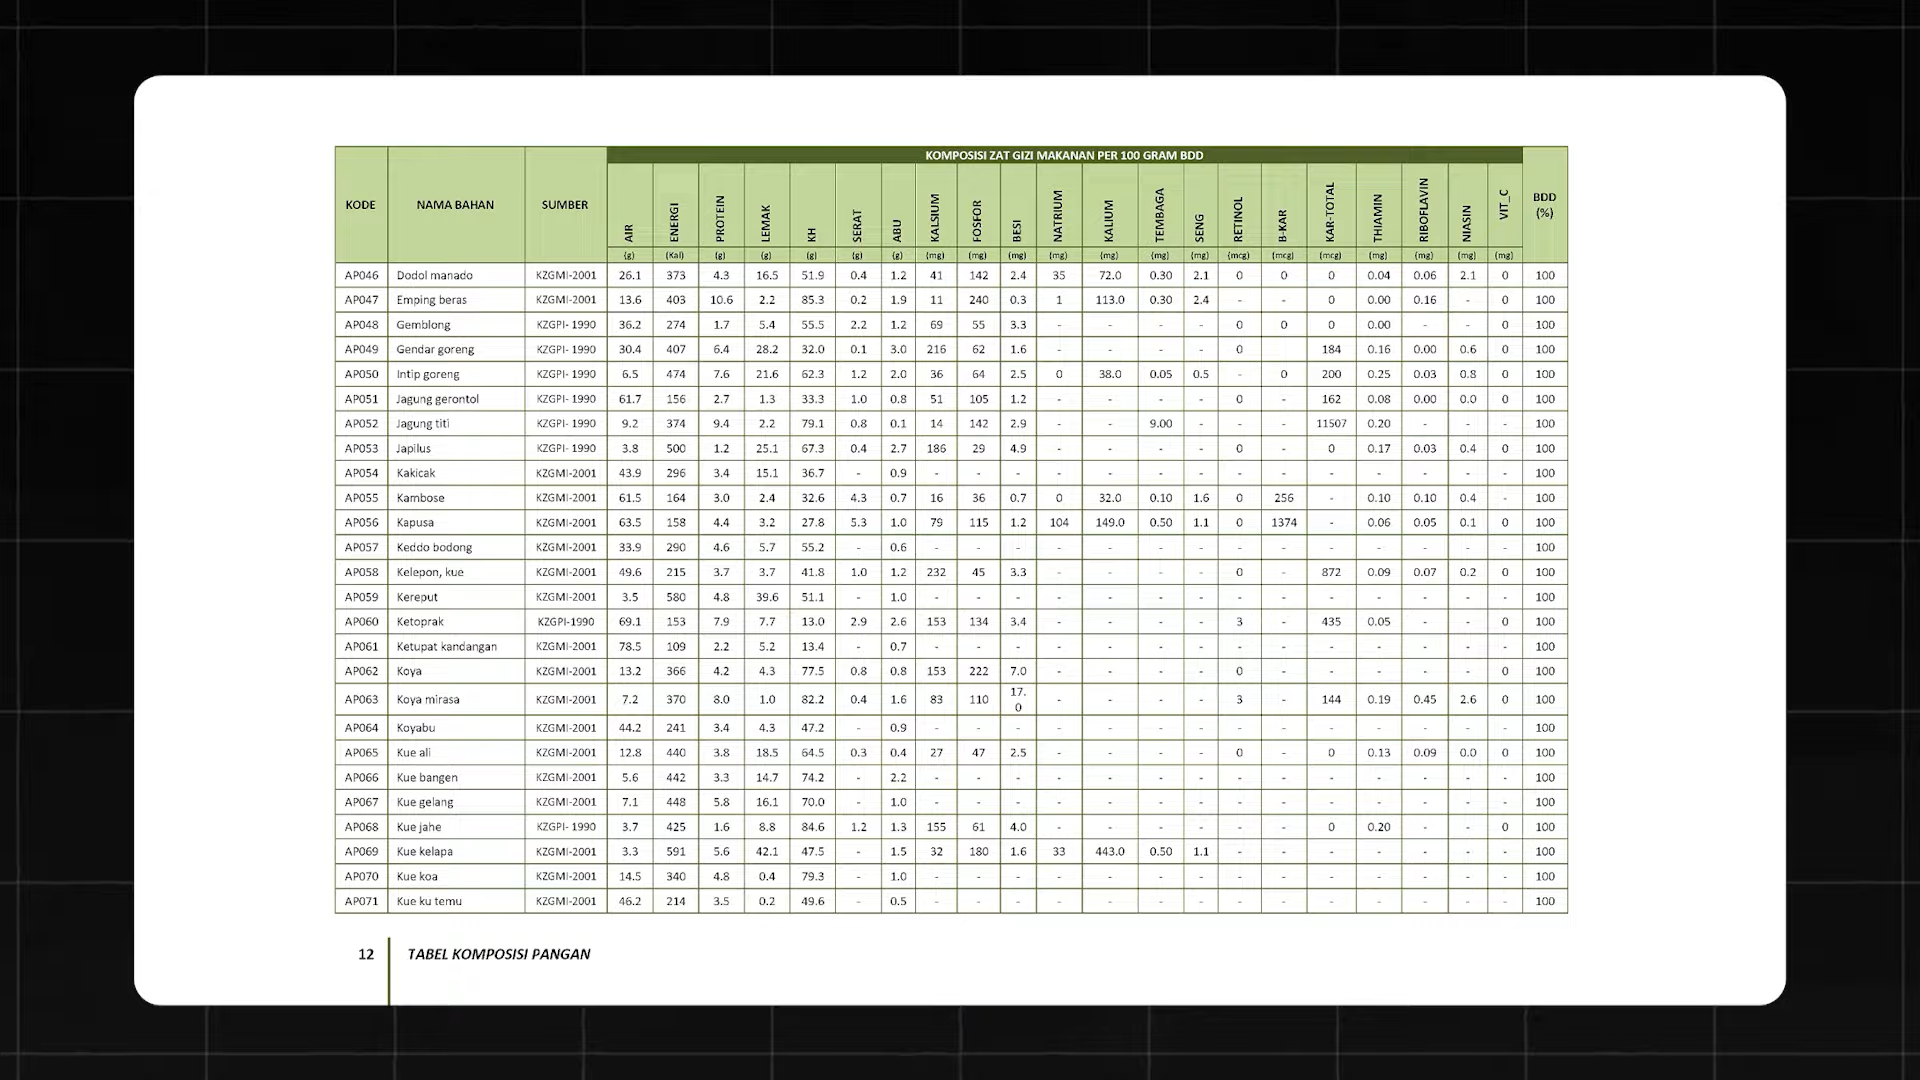 KODE NAMA BAHAN SUMBER KOMPOSISI ZAT GIZI MAKANAN PER 100 GRAM BDD BDD (%)
AIR ENERGI PROTEIN LEMAK KH SERAT ABU KALSIUM FOSFOR BESI NATRIUM KALIUM TEMBAGA SENG RETINOL B-KAR KAR-TOTAL THIAMIN RIBOFLAVIN NIASIN VIT_C
(g) (Kal) (g) (g) (g) (g) (g) (mg) (mg) (mg) (mg) (mg) (mg) (mg) (mcg) (mcg) (mcg) (mg) (mg) (mg) (mg)
AP046 Dodol manado KZGMI-2001 26.1 373 4.3 16.5 51.9 0.4 1.2 41 142 2.4 35 72.0 0.30 2.1 0 0 0 0.04 0.06 2.1 0 100
AP047 Emping beras KZGMI-2001 13.6 403 10.6 2.2 85.3 0.2 1.9 11 240 0.3 1 113.0 0.30 2.4 - - 0 0.00 0.16 - 0 100
AP048 Gemblong KZGPI- 1990 36.2 274 1.7 5.4 55.5 2.2 1.2 69 55 3.3 - - - - 0 0 0 0.00 - - 0 100
AP049 Gendar goreng KZGPI- 1990 30.4 407 6.4 28.2 32.0 0.1 3.0 216 62 1.6 - - - - 0 184 0.16 0.00 0.6 0 100
AP050 Intip goreng KZGPI- 1990 6.5 474 7.6 21.6 62.3 1.2 2.0 36 64 2.5 0 38.0 0.05 0.5 - 0 200 0.25 0.03 0.8 0 100
AP051 Jagung gerontol KZGPI- 1990 61.7 156 2.7 1.3 33.3 1.0 0.8 51 105 1.2 - - - - 0 - 162 0.08 0.00 0.0 0 100
AP052 Jagung titi KZGPI- 1990 9.2 374 9.4 2.2 79.1 0.8 0.1 14 142 2.9 - - 9.00 - - - 11507 0.20 - - - 100
AP053 Japilus KZGPI- 1990 3.8 500 1.2 25.1 67.3 0.4 2.7 186 29 4.9 - - - - 0 - 0 0.17 0.03 0.4 0 100
AP054 Kakicak KZGMI-2001 43.9 296 3.4 15.1 36.7 - 0.9 - - - - - - - - - - - - - - 100
AP055 Kambose KZGMI-2001 61.5 164 3.0 2.4 32.6 4.3 0.7 16 36 0.7 0 32.0 0.10 1.6 0 256 - 0.10 0.10 0.4 - 100
AP056 Kapusa KZGMI-2001 63.5 158 4.4 3.2 27.8 5.3 1.0 79 115 1.2 104 149.0 0.50 1.1 0 1374 - 0.06 0.05 0.1 0 100
AP057 Keddo bodong KZGMI-2001 33.9 290 4.6 5.7 55.2 - 0.6 - - - - - - - - - - - - - - 100
AP058 Kelepon, kue KZGMI-2001 49.6 215 3.7 3.7 41.8 1.0 1.2 232 45 3.3 - - - - 0 - 872 0.09 0.07 0.2 0 100
AP059 Kereput KZGMI-2001 3.5 580 4.8 39.6 51.1 - 1.0 - - - - - - - - - - - - - - 100
AP060 Ketoprak KZGPI-1990 69.1 153 7.9 7.7 13.0 2.9 2.6 153 134 3.4 - - - - 3 - 435 0.05 - - 0 100
AP061 Ketupat kandangan KZGMI-2001 78.5 109 2.2 5.2 13.4 - 0.7 - - - - - - - - - - - - - - 100
AP062 Koya KZGMI-2001 13.2 366 4.2 4.3 77.5 0.8 0.8 153 222 7.0 - - - - 0 - - - - - 0 100
AP063 Koya mirasa KZGMI-2001 7.2 370 8.0 1.0 82.2 0.4 1.6 83 110 17.0 - - - - 3 - 144 0.19 0.45 2.6 0 100
AP064 Koyabu KZGMI-2001 44.2 241 3.4 4.3 47.2 - 0.9 - - - - - - - - - - - - - - 100
AP065 Kue ali KZGMI-2001 12.8 440 3.8 18.5 64.5 0.3 0.4 27 47 2.5 - - - - 0 - 0 0.13 0.09 0.0 0 100
AP066 Kue bangen KZGMI-2001 5.6 442 3.3 14.7 74.2 - 2.2 - - - - - - - - - - - - - - 100
AP067 Kue gelang KZGMI-2001 7.1 448 5.8 16.1 70.0 - 1.0 - - - - - - - - - - - - - - 100
AP068 Kue jahe KZGPI- 1990 3.7 425 1.6 8.8 84.6 1.2 1.3 155 61 4.0 - - - - - - 0 0.20 - - 0 100
AP069 Kue kelapa KZGMI-2001 3.3 591 5.6 42.1 47.5 - 1.5 32 180 1.6 33 443.0 0.50 1.1 - - - - - - - 100
AP070 Kue koa KZGMI-2001 14.5 340 4.8 0.4 79.3 - 1.0 - - - - - - - - - - - - - - 100
AP071 Kue ku temu KZGMI-2001 46.2 214 3.5 0.2 49.6 - 0.5 - - - - - - - - - - - - - - 100
12 TABEL KOMPOSISI PANGAN